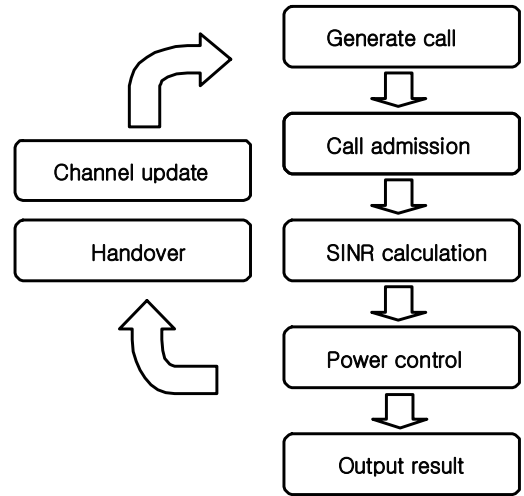 Generate call
Call admission
Channel update
Handover
SINR calculation
Power control
Output result